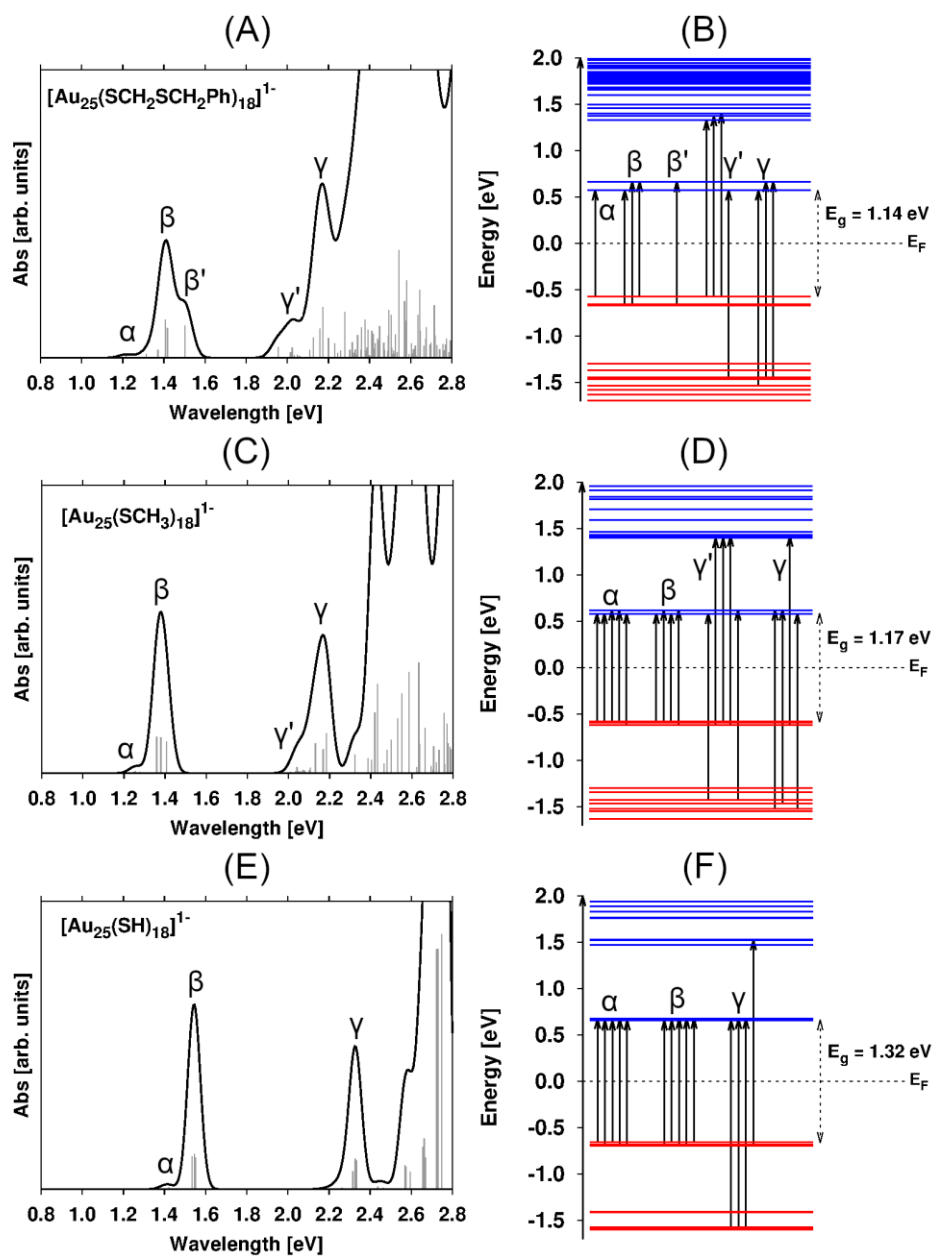 (A)
(B)
Abs [arb. units]
[Au25(SCH2SCH2Ph)18]1-
α
β
β'
γ'
γ
0.8 1.0 1.2 1.4 1.6 1.8 2.0 2.2 2.4 2.6 2.8
Wavelength [eV]
Energy [eV]
2.0
1.5
1.0
0.5
0.0
-0.5
-1.0
-1.5
α
β
β'
γ'
γ
Eg = 1.14 eV
EF
(C)
(D)
Abs [arb. units]
[Au25(SCH3)18]1-
α
β
γ'
γ
0.8 1.0 1.2 1.4 1.6 1.8 2.0 2.2 2.4 2.6 2.8
Wavelength [eV]
Energy [eV]
2.0
1.5
1.0
0.5
0.0
-0.5
-1.0
-1.5
α
β
γ'
γ
Eg = 1.17 eV
EF
(E)
(F)
Abs [arb. units]
[Au25(SH)18]1-
α
β
γ
0.8 1.0 1.2 1.4 1.6 1.8 2.0 2.2 2.4 2.6 2.8
Wavelength [eV]
Energy [eV]
2.0
1.5
1.0
0.5
0.0
-0.5
-1.0
-1.5
α
β
γ
Eg = 1.32 eV
EF